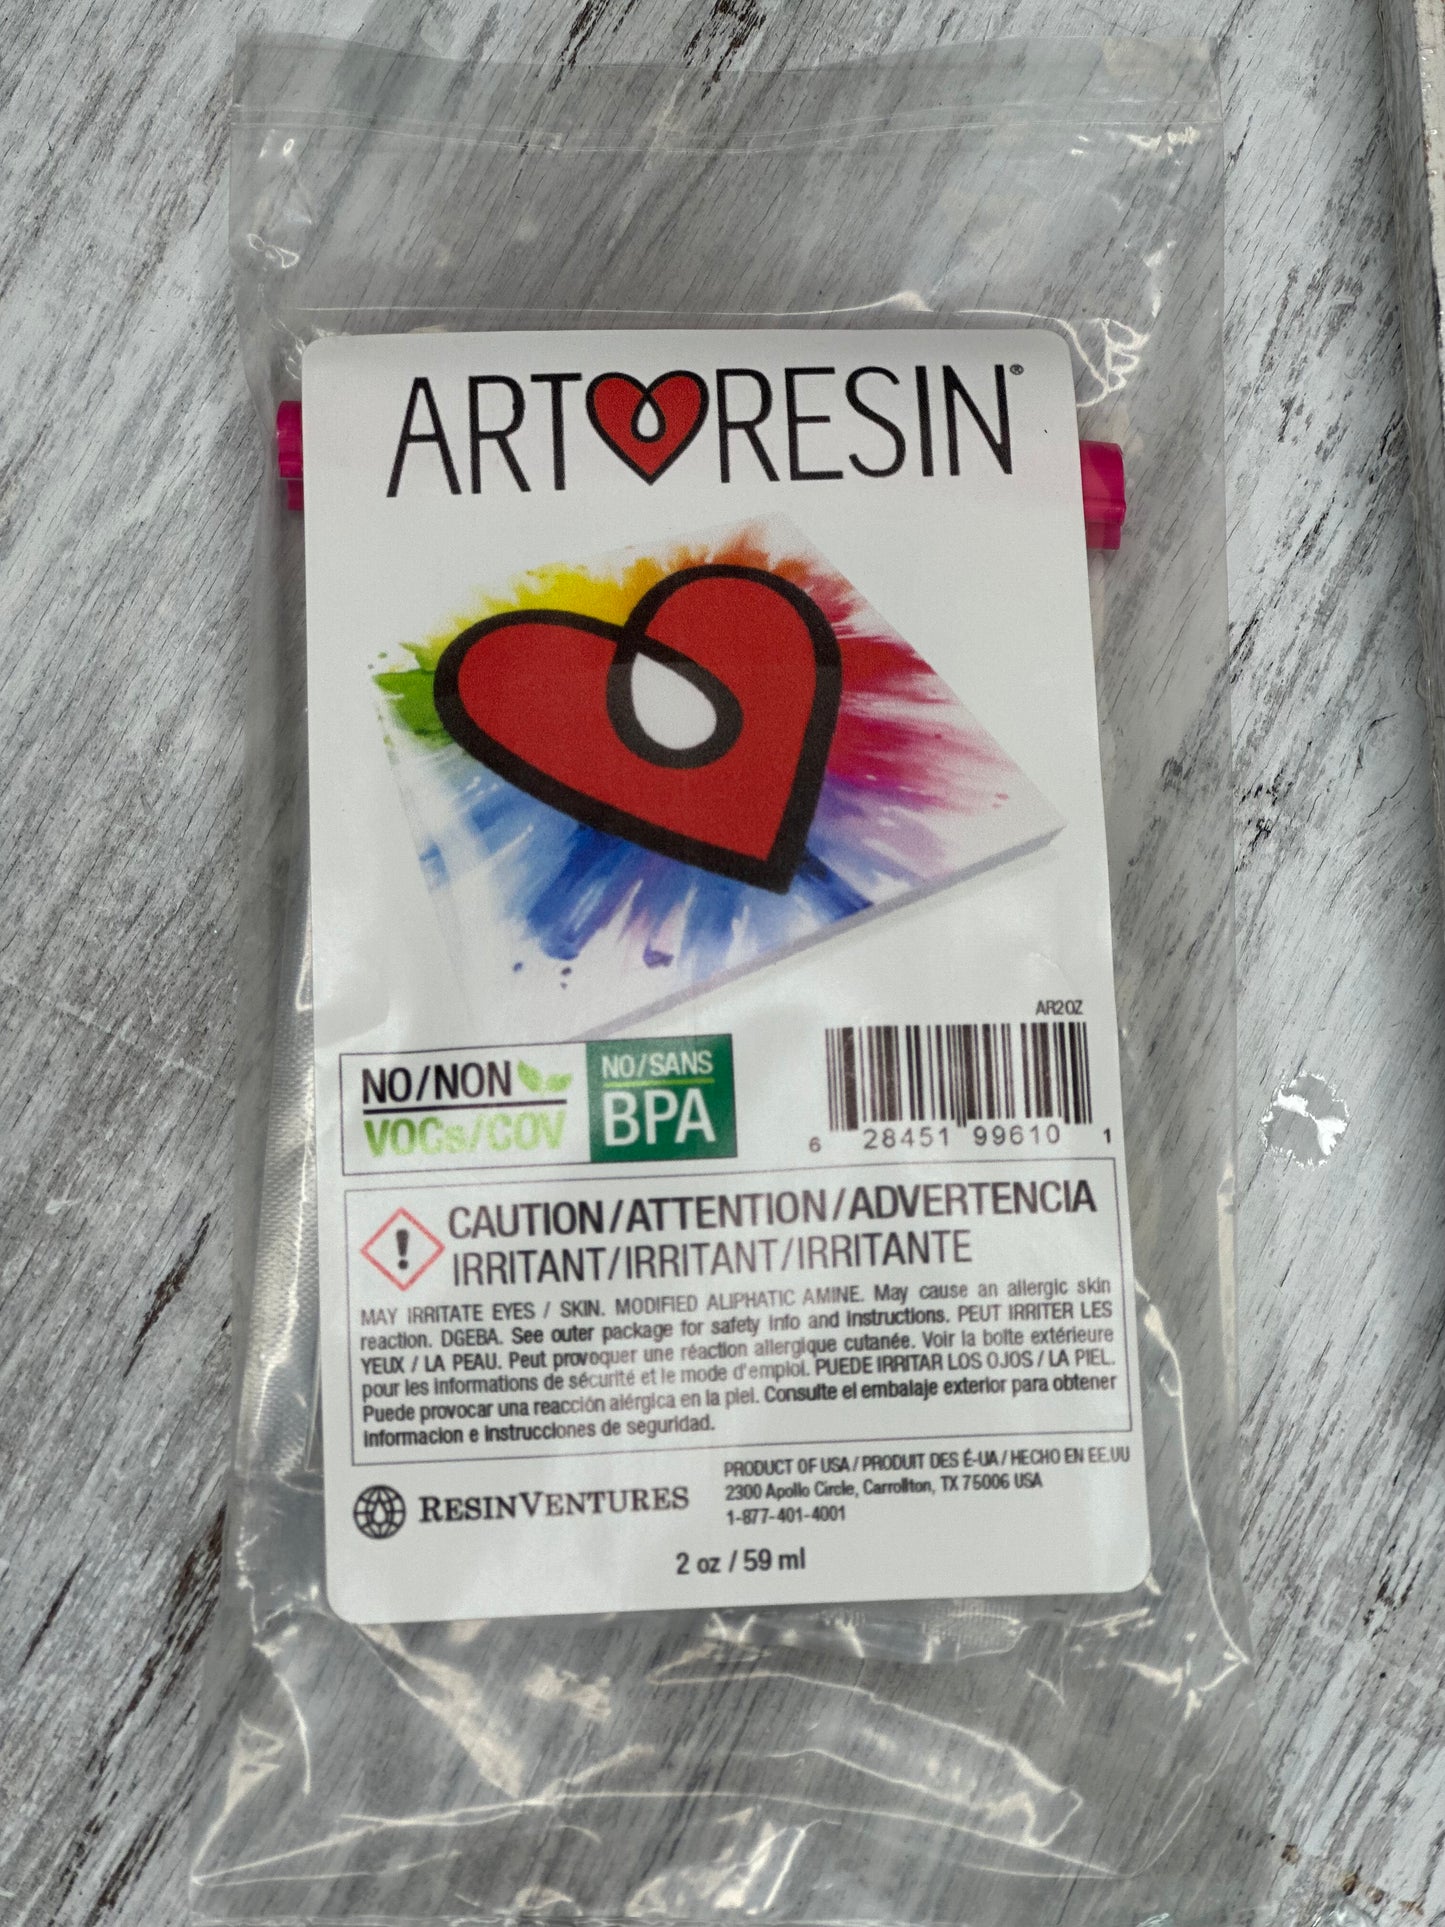 ART RESIN®
AR2OZ
NO/NON
VOCs/COV
NO/SANS
BPA
6 28451 99610 1
CAUTION/ATTENTION/ADVERTENCIA
IRRITANT/IRRITANT/IRRITANTE
MAY IRRITATE EYES / SKIN. MODIFIED ALIPHATIC AMINE. May cause an allergic skin
reaction. DGEBA. See outer package for safety info and instructions. PEUT IRRITER LES
YEUX / LA PEAU. Peut provoquer une réaction allergique cutanée. Voir la boîte extérieure
pour les informations de sécurité et le mode d'emploi. PUEDE IRRITAR LOS OJOS / LA PIEL.
Puede provocar una reacción alérgica en la piel. Consulte el embalaje exterior para obtener
informacion e instrucciones de seguridad.
RESINVENTURES
PRODUCT OF USA / PRODUIT DES É-UA / HECHO EN EE.UU
2300 Apollo Circle, Carrollton, TX 75006 USA
1-877-401-4001
2 oz / 59 ml